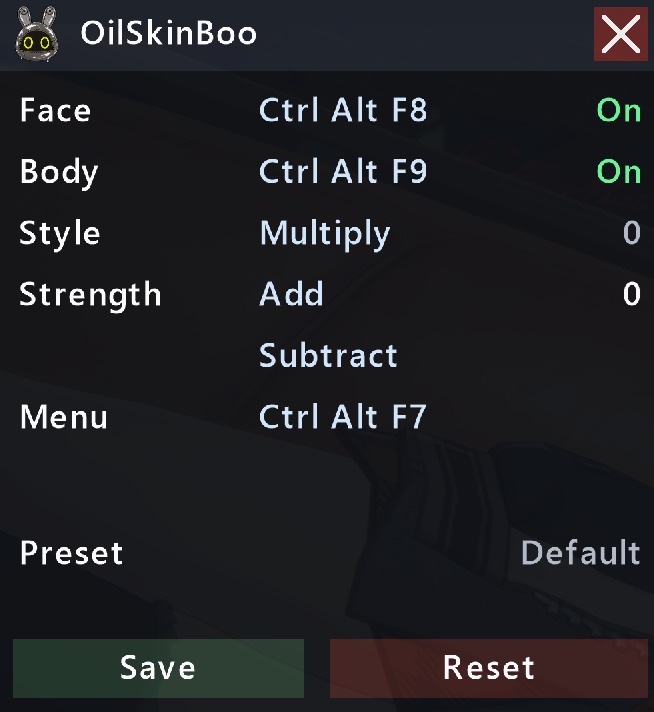 OilSkinBoo
Face Ctrl Alt F8 On
Body Ctrl Alt F9 On
Style Multiply 0
Strength Add 0
Subtract
Menu Ctrl Alt F7
Preset Default
Save Reset